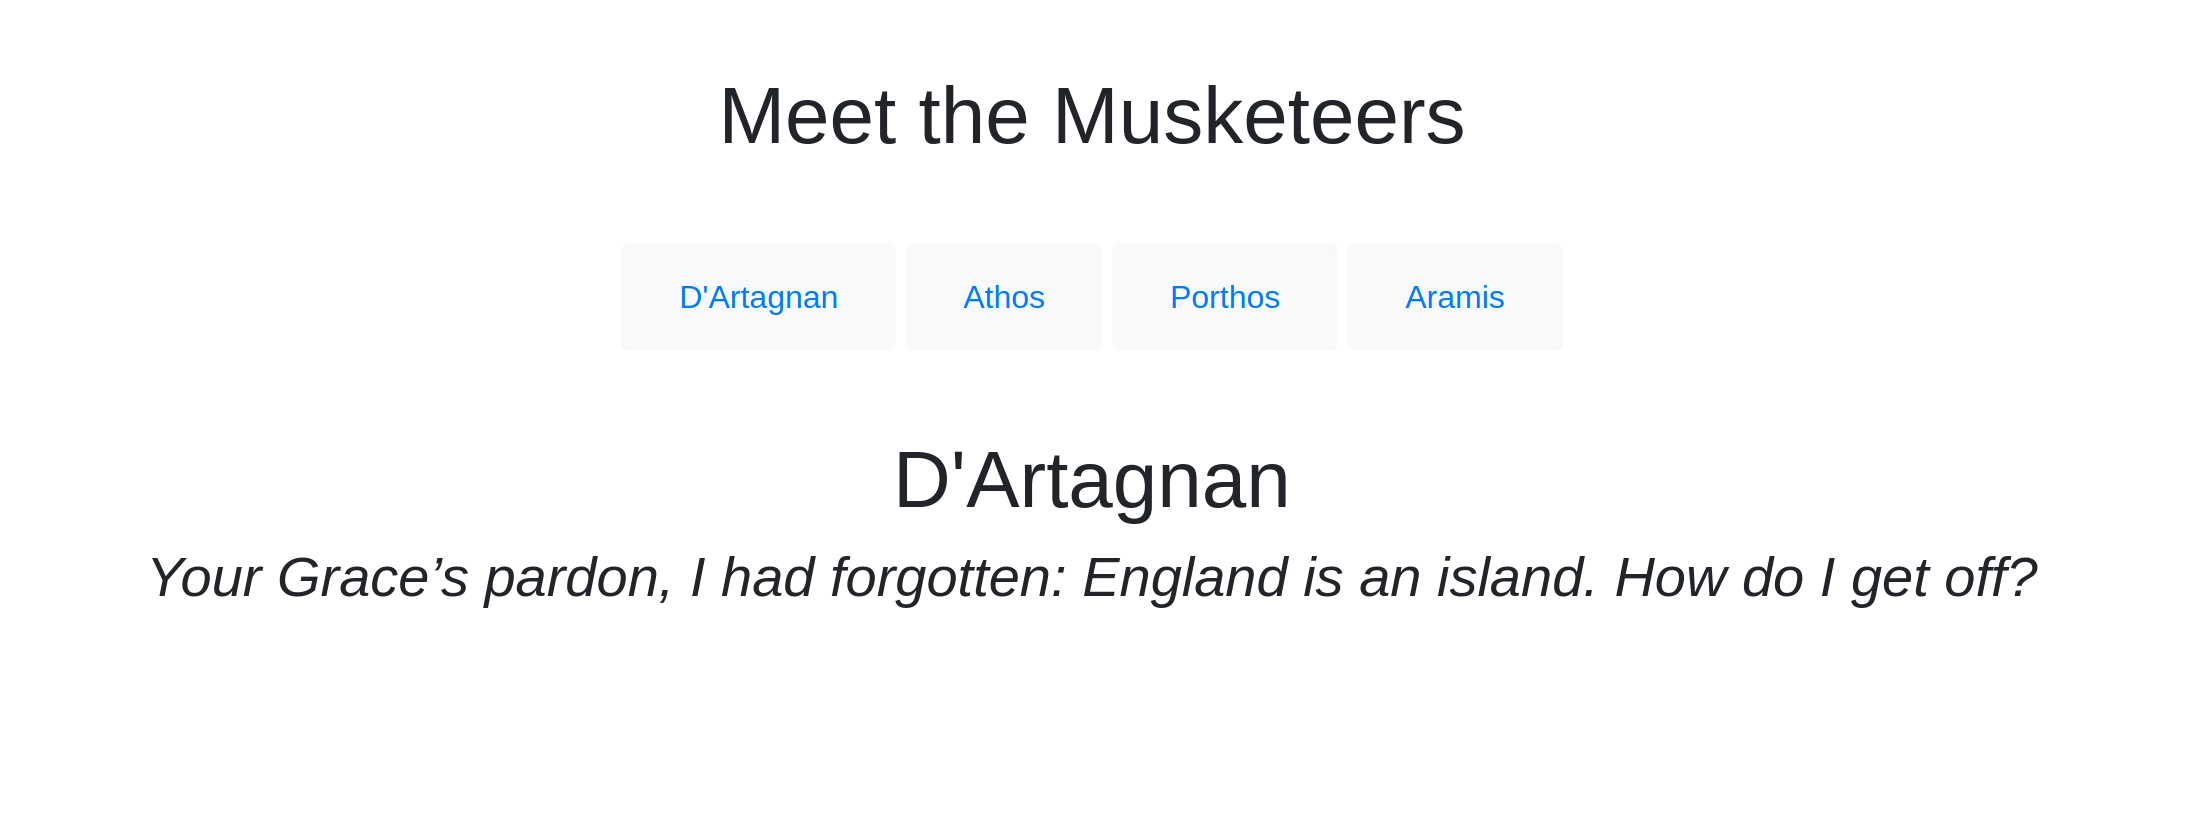 Meet the Musketeers
D'Artagnan Athos Porthos Aramis
D'Artagnan
Your Grace’s pardon, I had forgotten: England is an island. How do I get off?